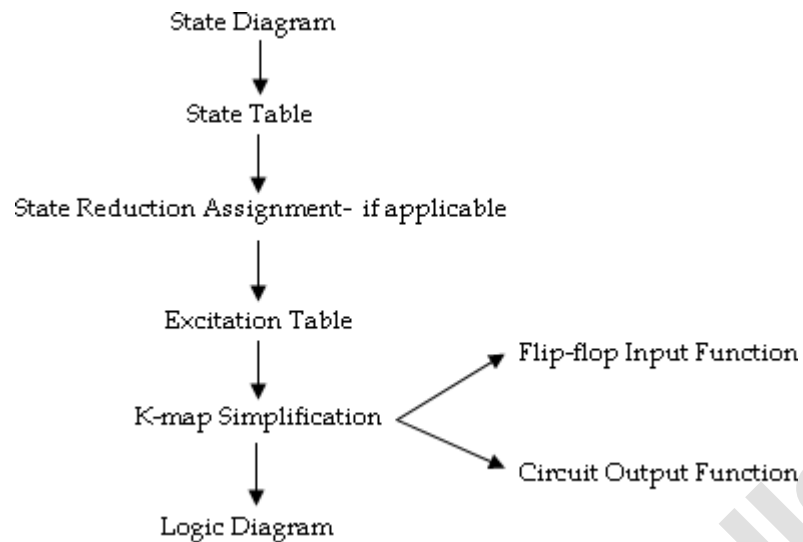 State Diagram
State Table
State Reduction Assignment- if applicable
Excitation Table
Flip-flop Input Function
K-map Simplification
Circuit Output Function
Logic Diagram